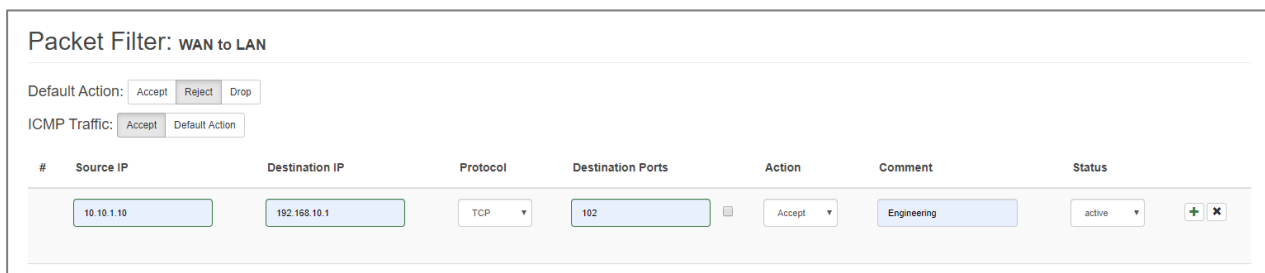 Packet Filter: WAN to LAN
Default Action: Accept Reject Drop
ICMP Traffic: Accept Default Action
# Source IP Destination IP Protocol Destination Ports Action Comment Status
10.10.1.10 192.168.10.1 TCP 102 Accept Engineering active